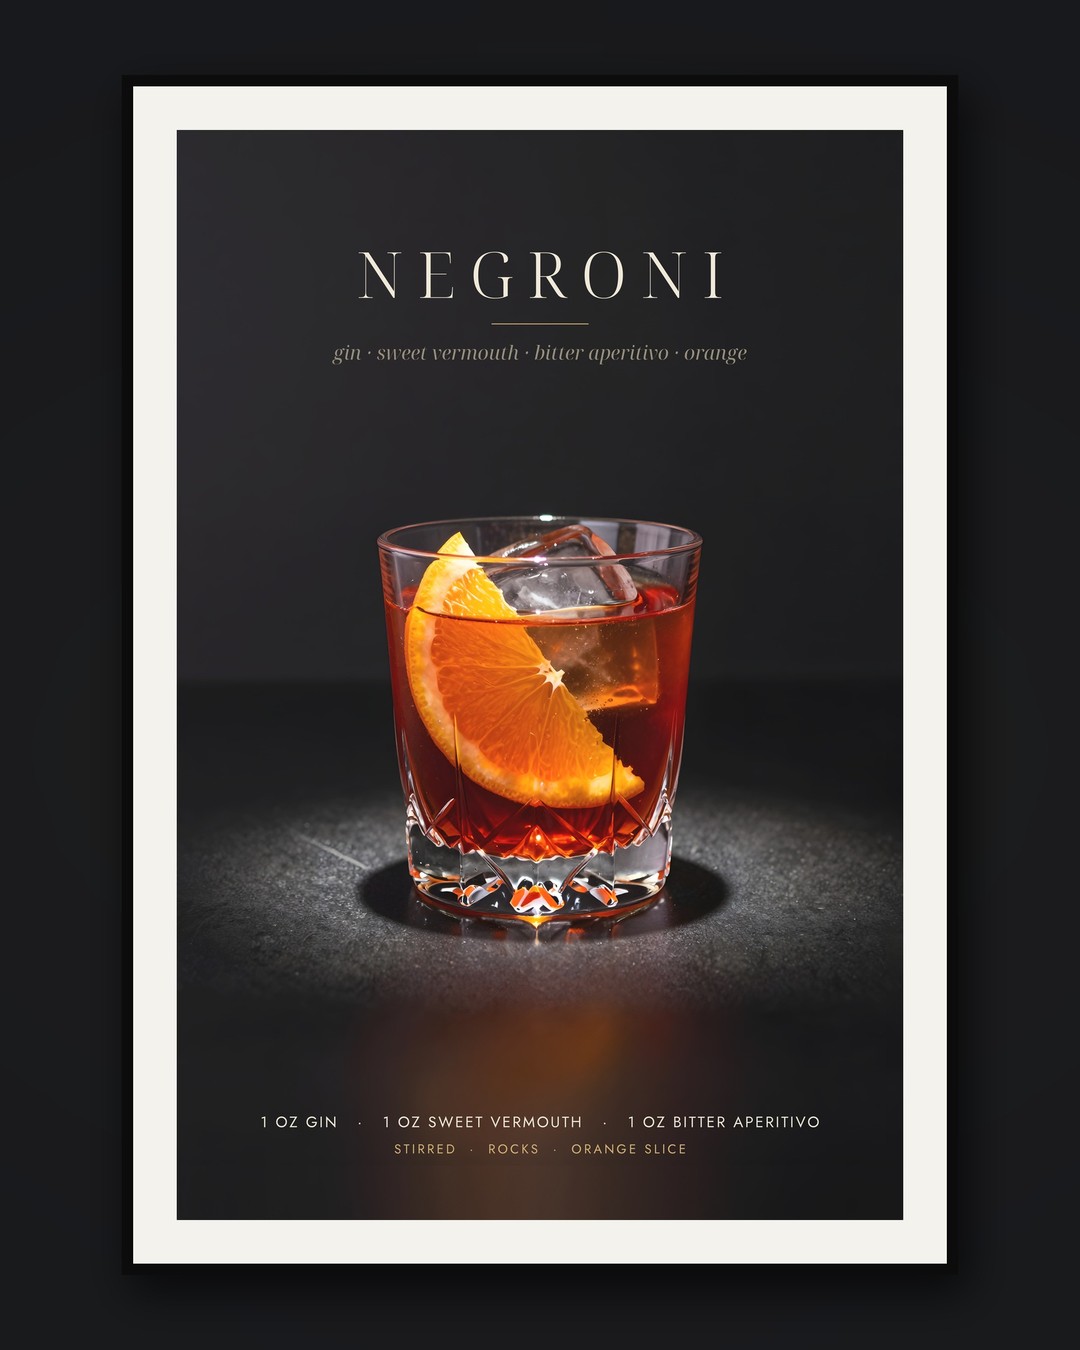 NEGRONI
gin · sweet vermouth · bitter aperitivo · orange
1 OZ GIN · 1 OZ SWEET VERMOUTH · 1 OZ BITTER APERITIVO
STIRRED · ROCKS · ORANGE SLICE